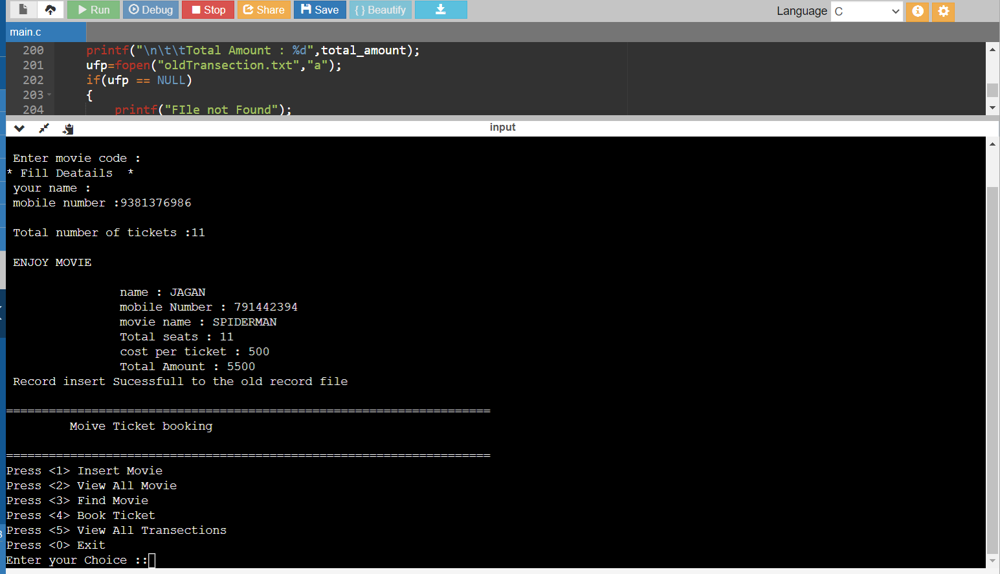 Run Debug Stop Share Save { } Beautify Language C
main.c
200 printf("\n\t\tTotal Amount : %d",total_amount);
201 ufp=fopen("oldTransection.txt","a");
202 if(ufp == NULL)
203 {
204 printf("FIle not Found");
input
Enter movie code :
* Fill Deatails *
your name :
mobile number :9381376986
Total number of tickets :11
ENJOY MOVIE
name : JAGAN
mobile Number : 791442394
movie name : SPIDERMAN
Total seats : 11
cost per ticket : 500
Total Amount : 5500
Record insert Sucessfull to the old record file
====================================================================
Moive Ticket booking
====================================================================
Press <1> Insert Movie
Press <2> View All Movie
Press <3> Find Movie
Press <4> Book Ticket
Press <5> View All Transections
Press <0> Exit
Enter your Choice ::